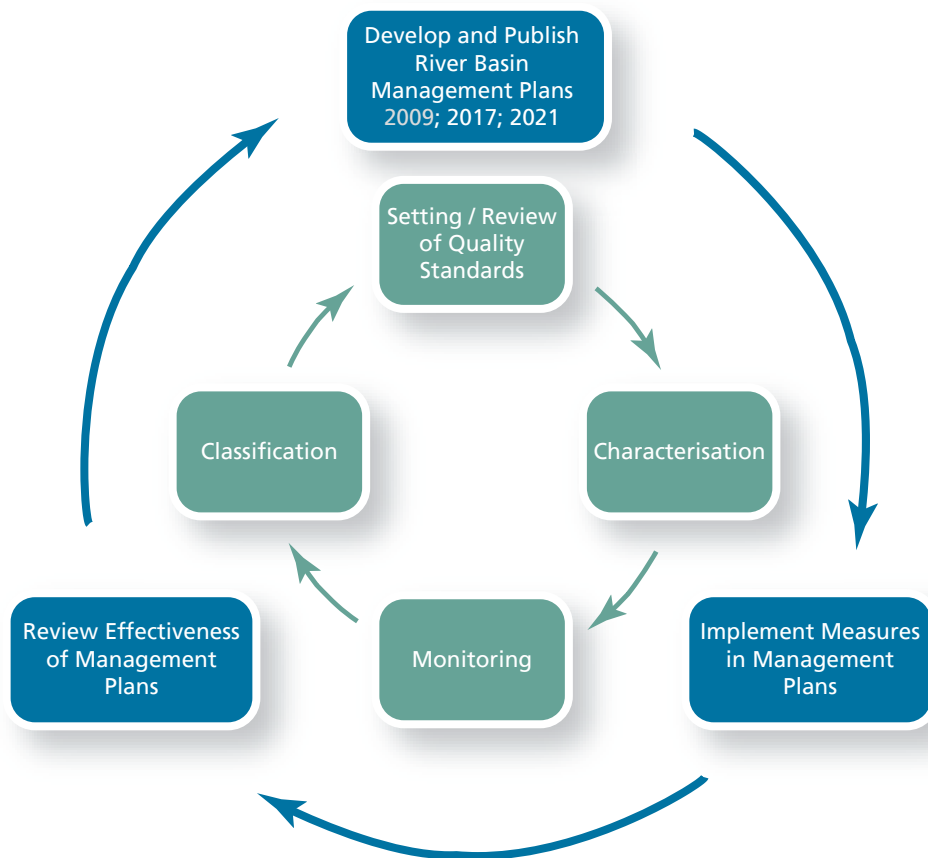 Develop and Publish
River Basin
Management Plans
2009; 2017; 2021
Setting / Review
of Quality
Standards
Classification
Characterisation
Review Effectiveness
of Management
Plans
Monitoring
Implement Measures
in Management
Plans